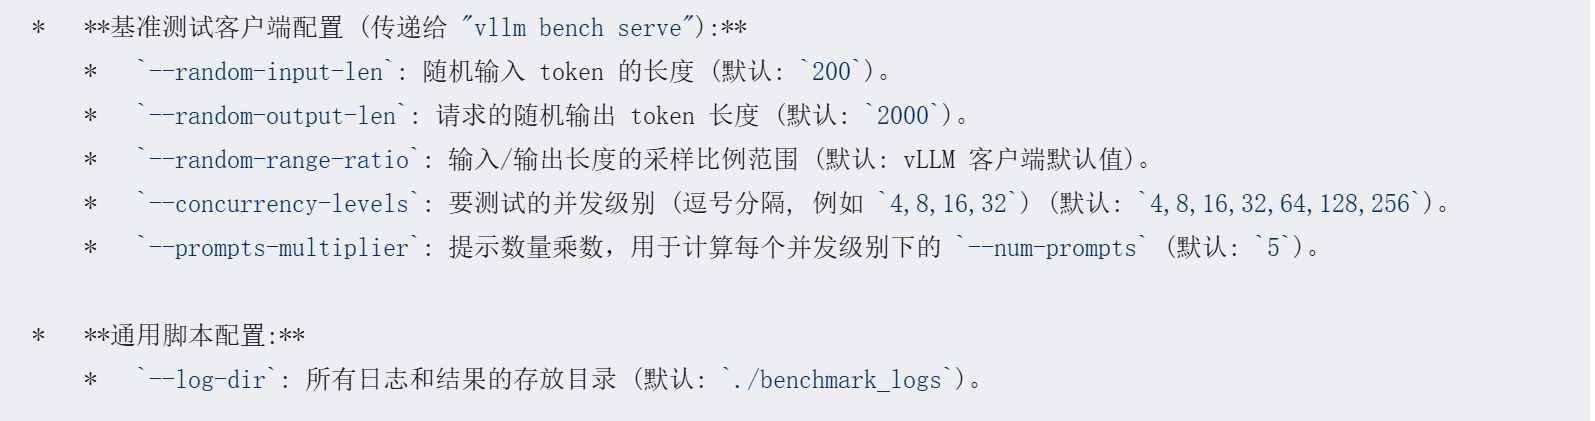 *   **基准测试客户端配置 (传递给 "vllm bench serve"):**
    *   `--random-input-len`: 随机输入 token 的长度 (默认: `200`)。
    *   `--random-output-len`: 请求的随机输出 token 长度 (默认: `2000`)。
    *   `--random-range-ratio`: 输入/输出长度的采样比例范围 (默认: vLLM 客户端默认值)。
    *   `--concurrency-levels`: 要测试的并发级别 (逗号分�, 例如 `4,8,16,32`) (默认: `4,8,16,32,64,128,256`)。
    *   `--prompts-multiplier`: 提示数量乘数，用于计算每个并发级别下的 `--num-prompts` (默认: `5`)。

*   **通用脚本配置:**
    *   `--log-dir`: 所有日志和结果的存放目录 (默认: `./benchmark_logs`)。